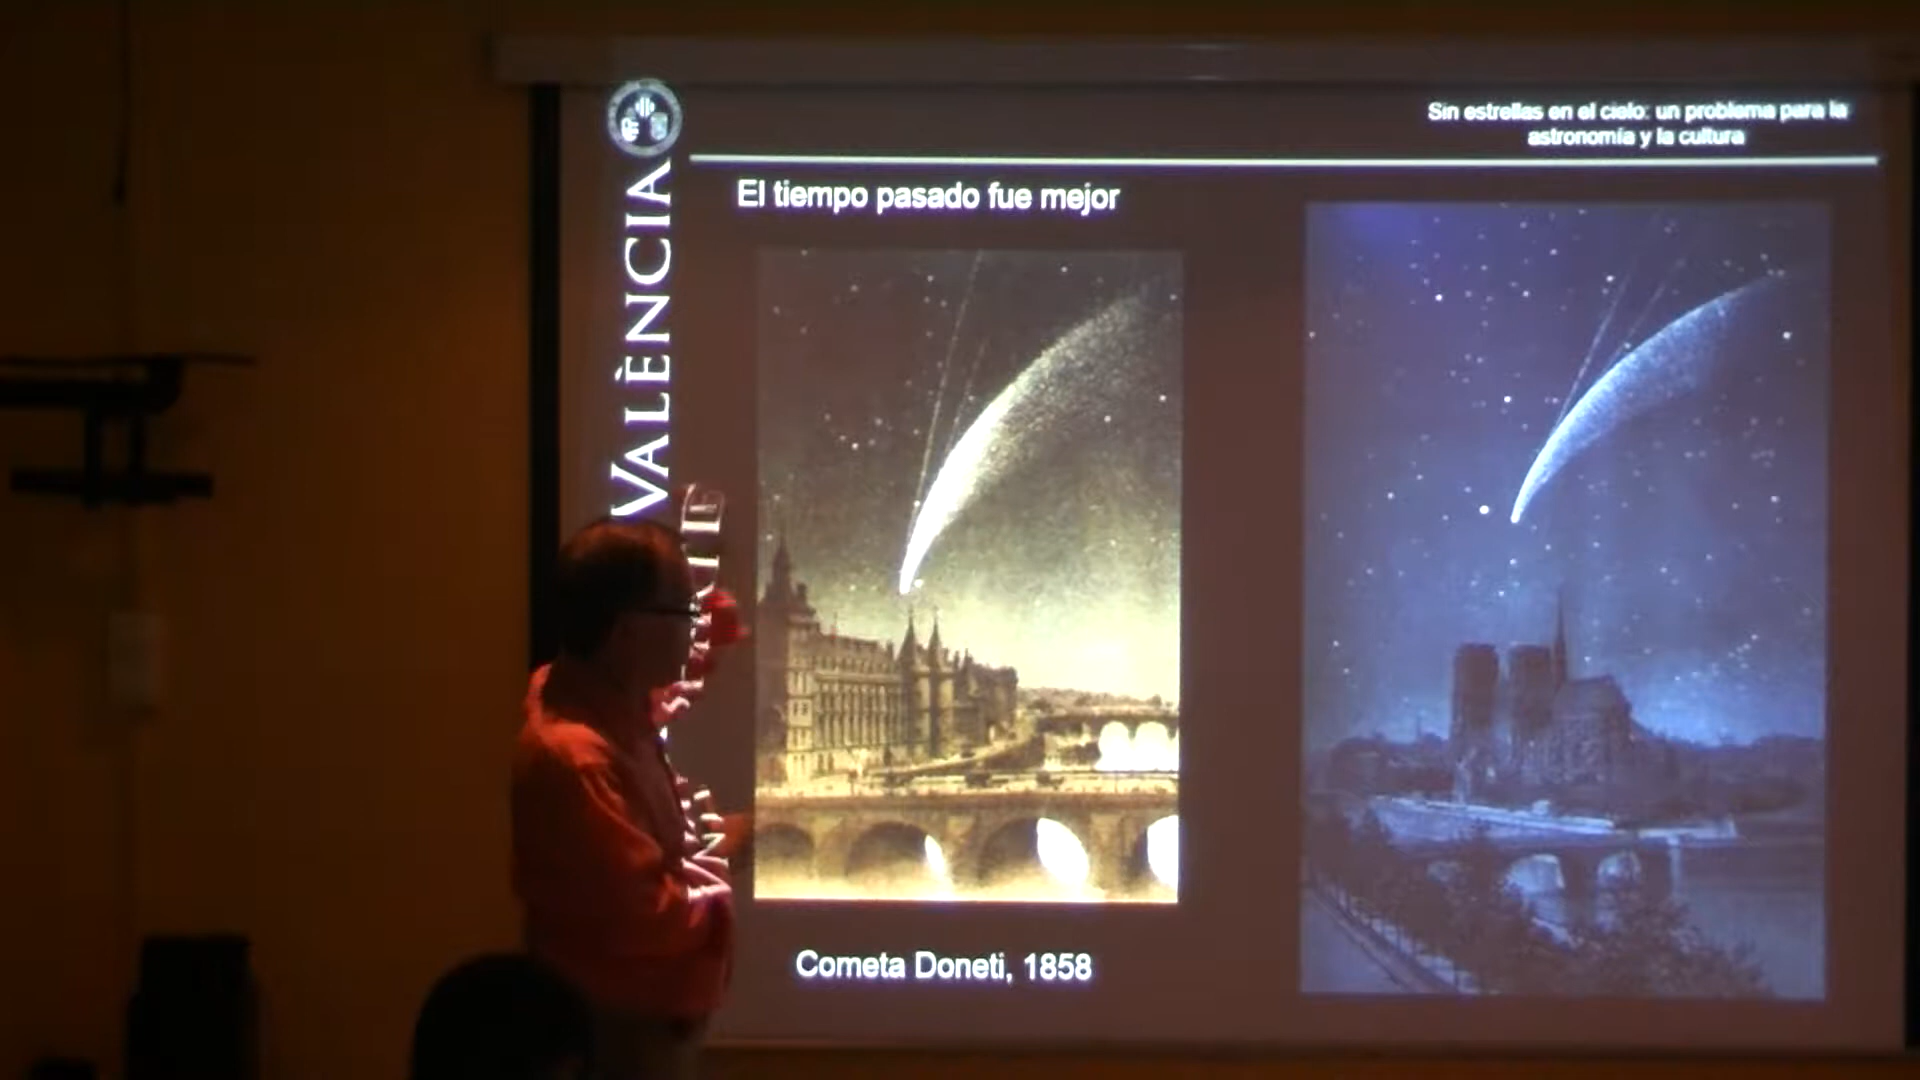 Sin estrellas en el cielo: un problema para la
astronomía y la cultura
El tiempo pasado fue mejor
VALÈNCIA
Cometa Doneti, 1858